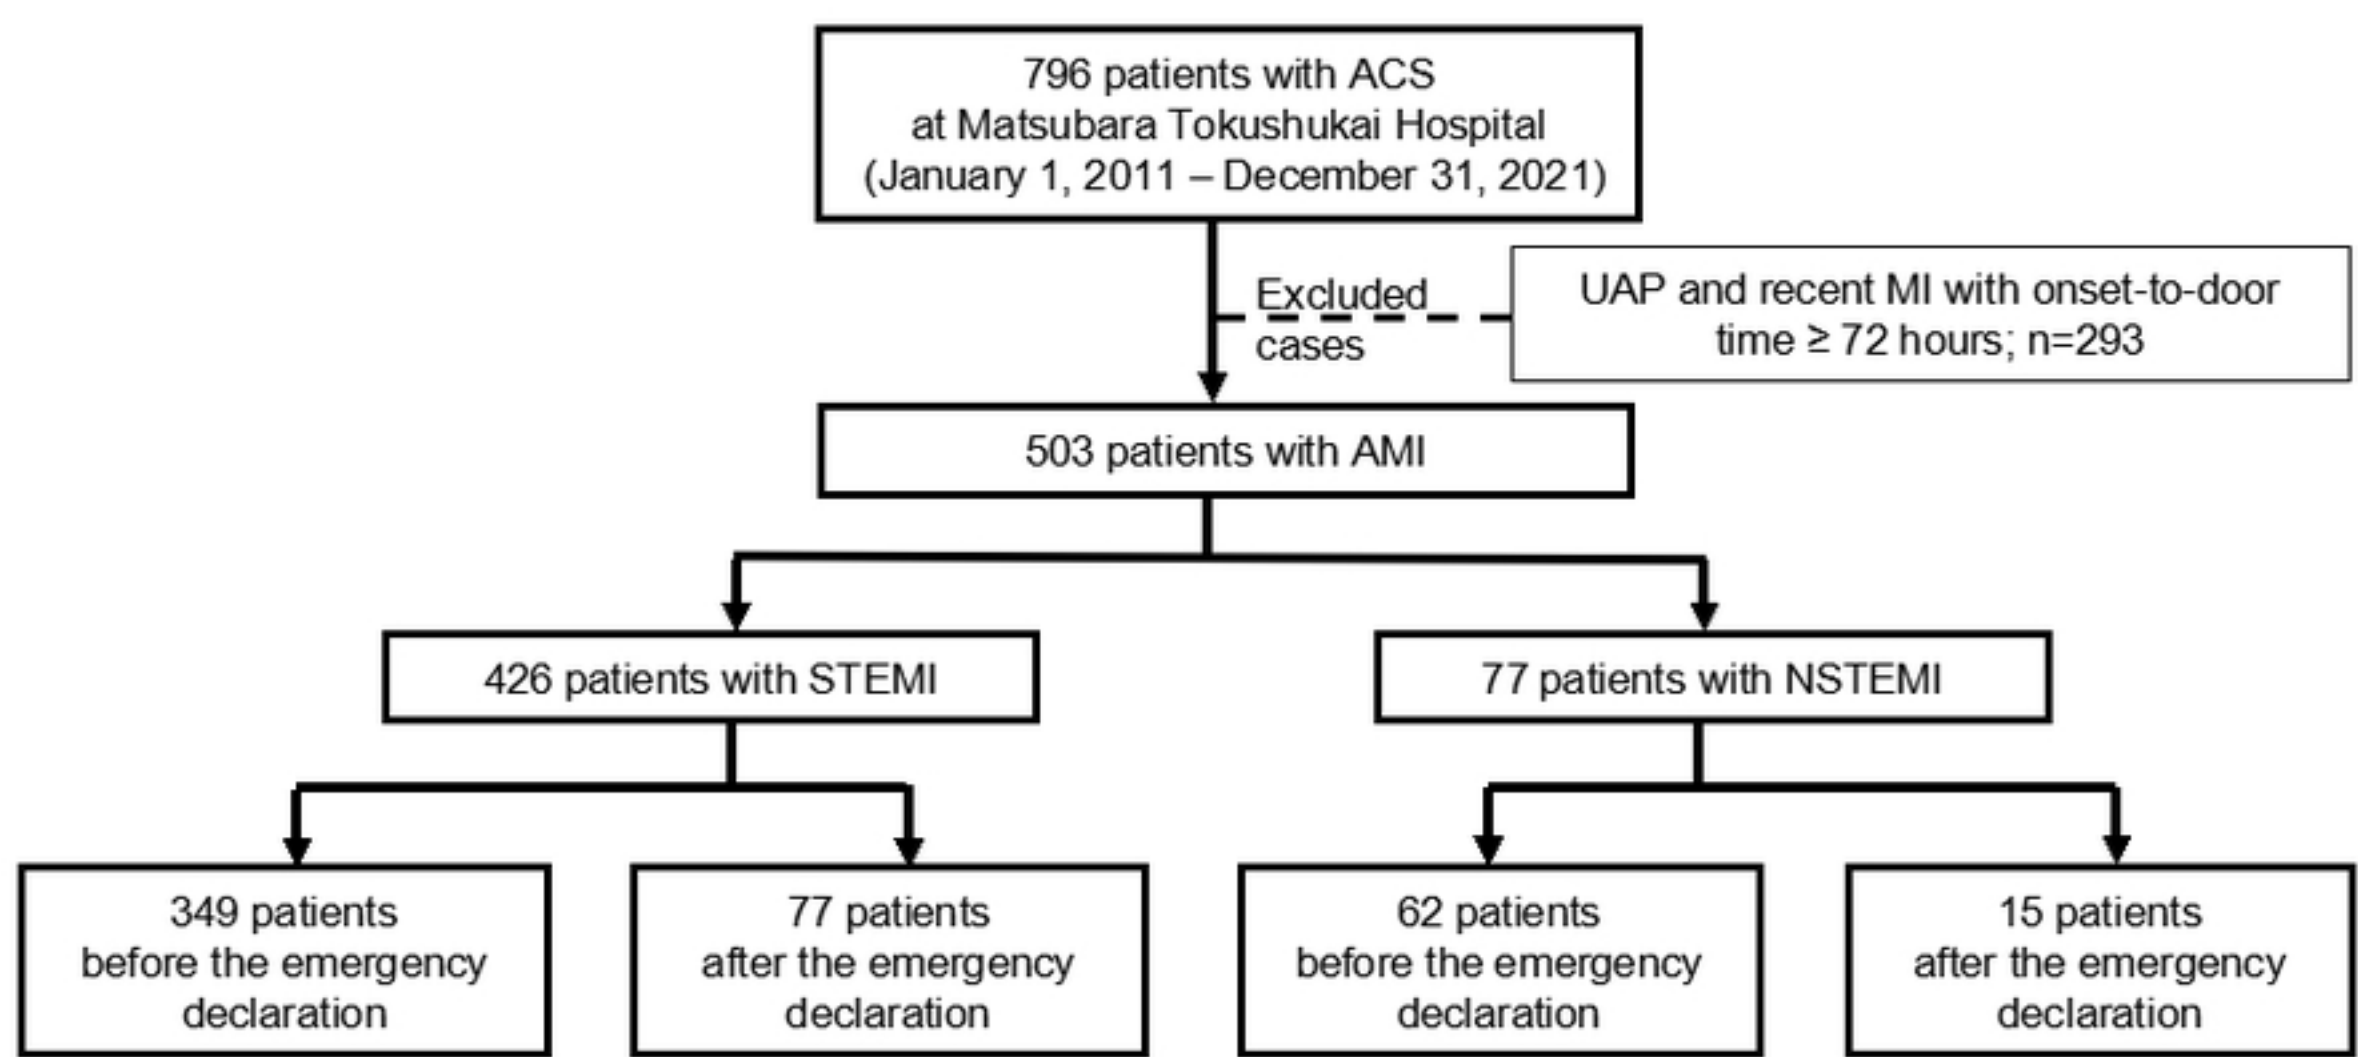 796 patients with ACS
at Matsubara Tokushukai Hospital
(January 1, 2011 – December 31, 2021)
Excluded
cases
UAP and recent MI with onset-to-door
time ≥ 72 hours; n=293
503 patients with AMI
426 patients with STEMI
77 patients with NSTEMI
349 patients
before the emergency
declaration
77 patients
after the emergency
declaration
62 patients
before the emergency
declaration
15 patients
after the emergency
declaration